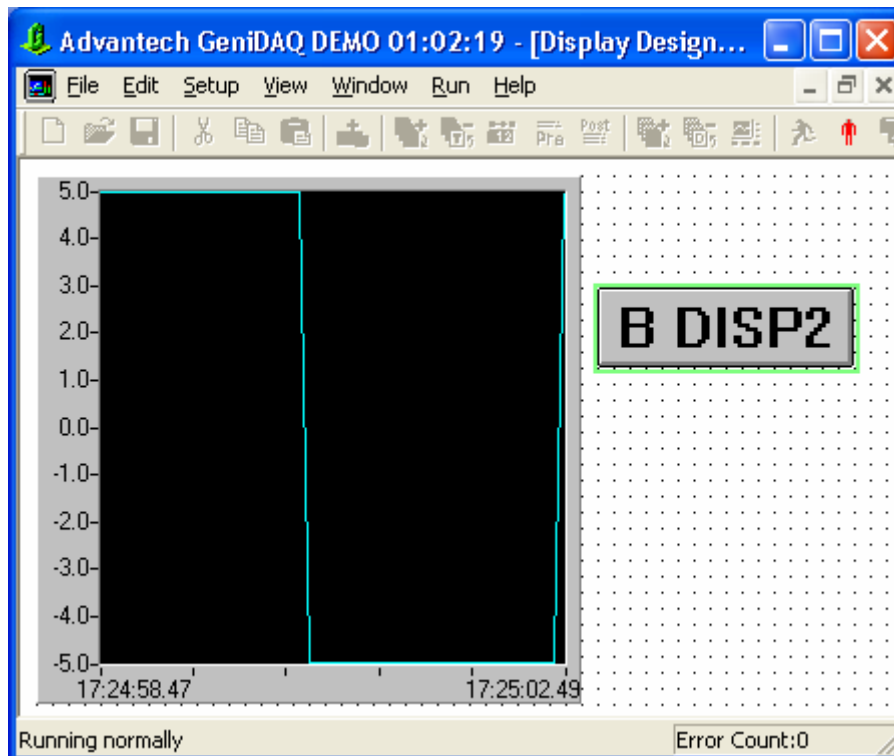 Advantech GeniDAQ DEMO 01:02:19 - [Display Design...
File Edit Setup View Window Run Help
Pre Post
5.0
4.0
3.0
2.0
1.0
0.0
-1.0
-2.0
-3.0
-4.0
-5.0
17:24:58.47 17:25:02.49
В DISP2
Running normally Error Count:0